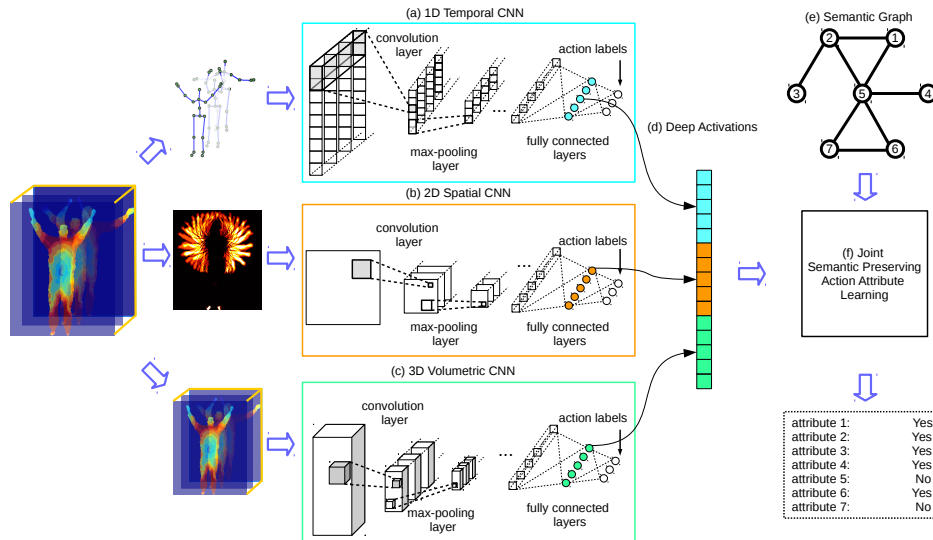 (a) 1D Temporal CNN
convolution
layer
action labels
max-pooling
layer
...
fully connected
layers
(b) 2D Spatial CNN
convolution
layer
action labels
...
max-pooling
layer
fully connected
layers
(c) 3D Volumetric CNN
convolution
layer
action labels
...
max-pooling
layer
fully connected
layers
(d) Deep Activations
(e) Semantic Graph
2
1
3
5
4
7
6
(f) Joint
Semantic Preserving
Action Attribute
Learning
attribute 1: Yes
attribute 2: Yes
attribute 3: Yes
attribute 4: Yes
attribute 5: No
attribute 6: Yes
attribute 7: No